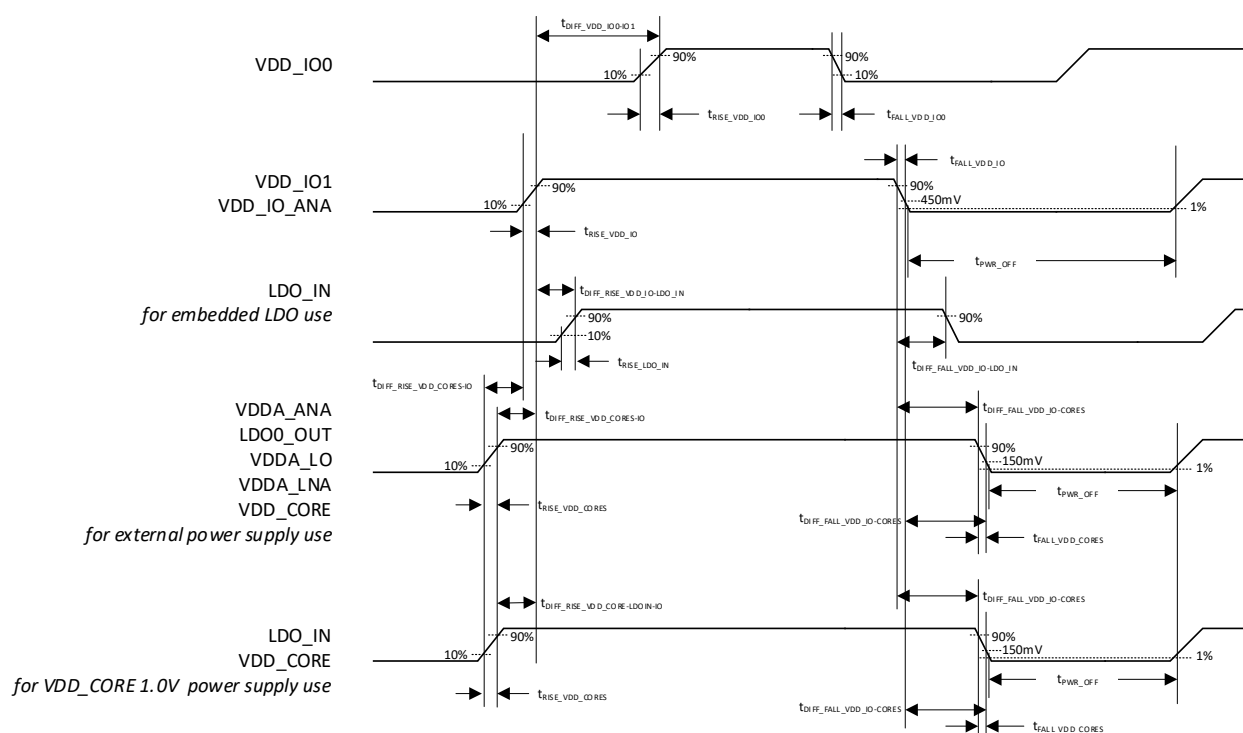 tDIFF_VDD_IO0-IO1
VDD_IO0
90%
90%
10%
10%
tRISE_VDD_IO0
tFALL_VDD_IO0
tFALL_VDD_IO
VDD_IO1
90%
90%
VDD_IO_ANA
10%
450mV
1%
tRISE_VDD_IO
tPWR_OFF
LDO_IN
tDIFF_RISE_VDD_IO-LDO_IN
for embedded LDO use
90%
90%
10%
tRISE_LDO_IN
tDIFF_FALL_VDD_IO-LDO_IN
tDIFF_RISE_VDD_CORES-IO
VDDA_ANA
tDIFF_RISE_VDD_CORES-IO
tDIFF_FALL_VDD_IO-CORES
LDO0_OUT
90%
90%
VDDA_LO
10%
150mV
1%
VDDA_LNA
tPWR_OFF
VDD_CORE
tRISE_VDD_CORES
tDIFF_FALL_VDD_IO-CORES
for external power supply use
tFALL_VDD_CORES
tDIFF_RISE_VDD_CORE-LDOIN-IO
tDIFF_FALL_VDD_IO-CORES
LDO_IN
90%
90%
VDD_CORE
10%
150mV
1%
for VDD_CORE 1.0V power supply use
tRISE_VDD_CORES
tPWR_OFF
tDIFF_FALL_VDD_IO-CORES
tFALL_VDD_CORES